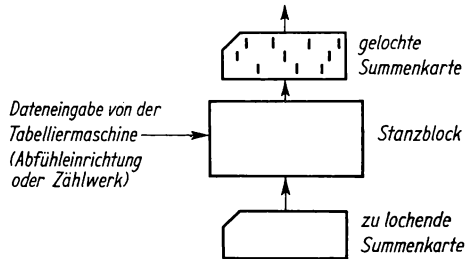 gelochte
Summenkarte
Dateneingabe von der
Tabelliermaschine
(Abfühleinrichtung
oder Zählwerk)
Stanzblock
zu lochende
Summenkarte